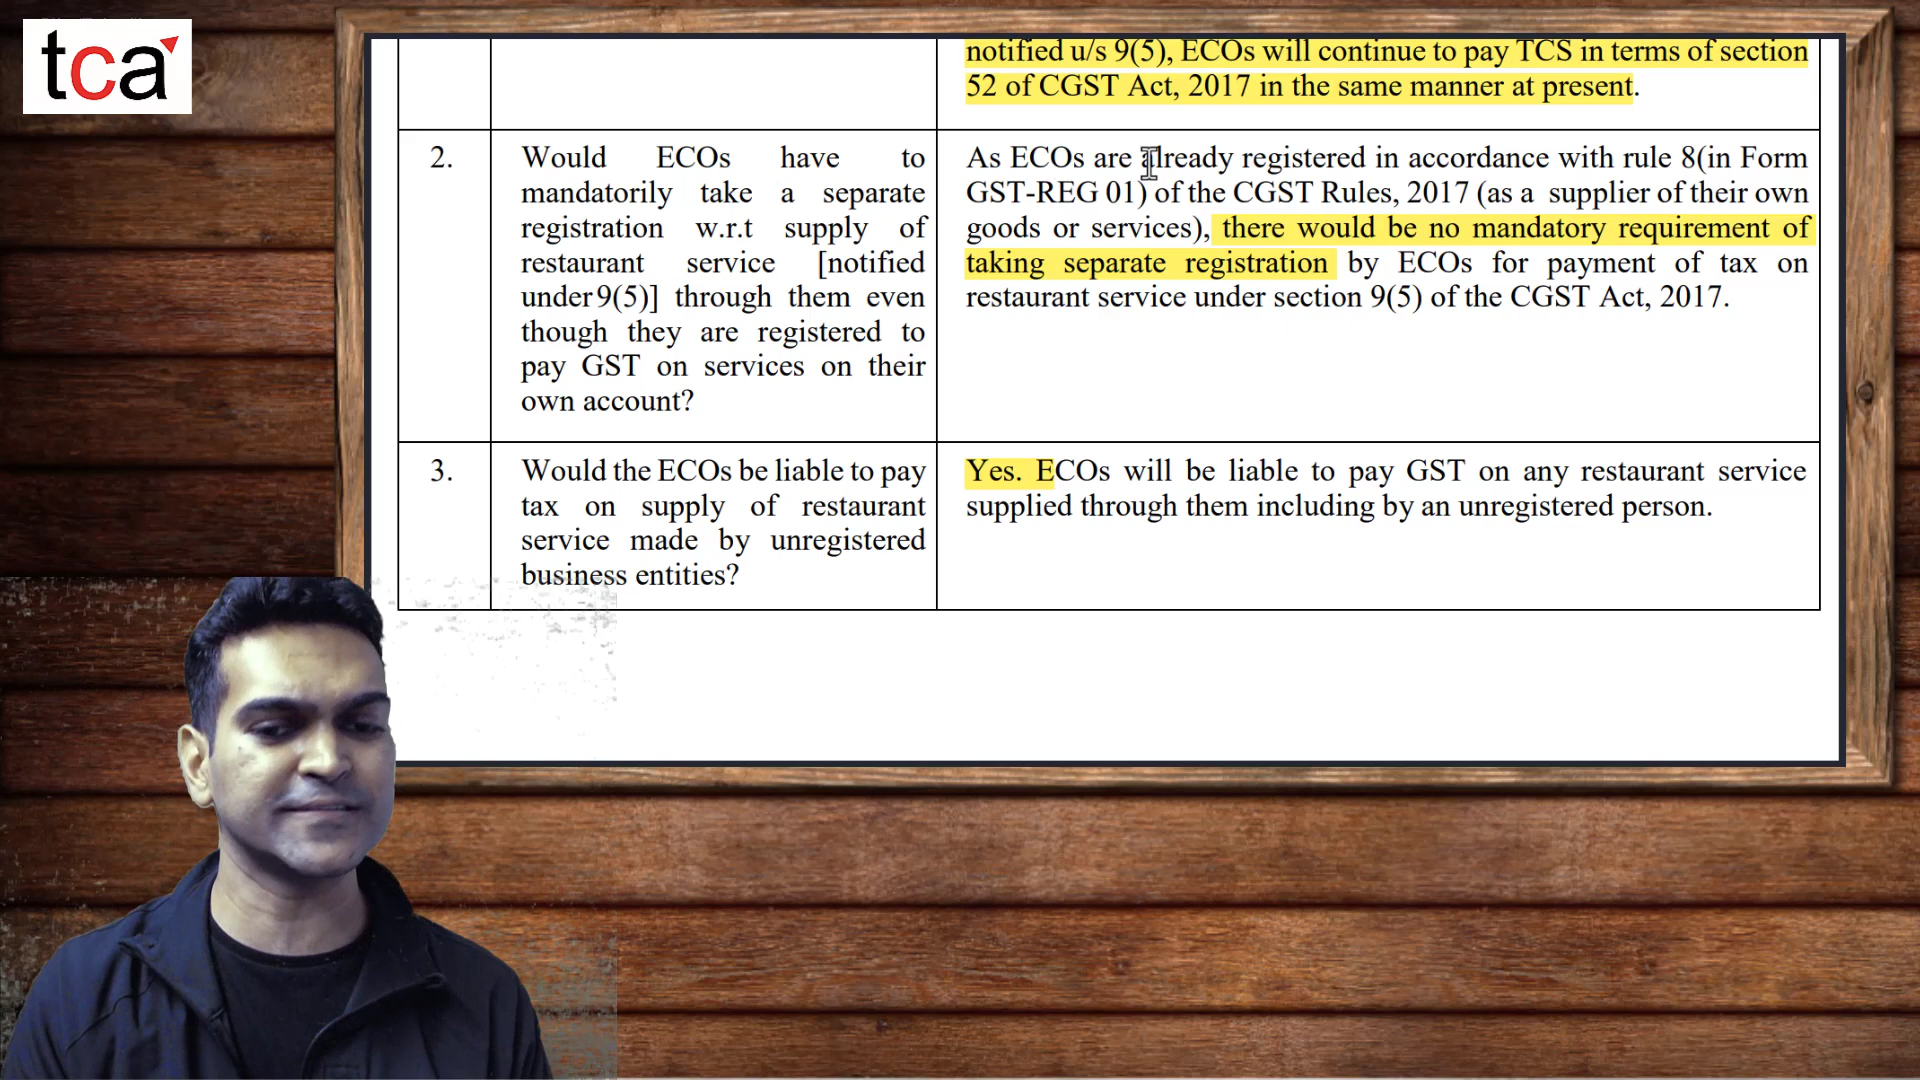 tca
notified u/s 9(5), ECOs will continue to pay TCS in terms of section
52 of CGST Act, 2017 in the same manner at present.
2.
Would ECOs have to
mandatorily take a separate
registration w.r.t supply of
restaurant service [notified
under9(5)] through them even
though they are registered to
pay GST on services on their
own account?
As ECOs are already registered in accordance with rule 8(in Form
GST-REG 01) of the CGST Rules, 2017 (as a supplier of their own
goods or services), there would be no mandatory requirement of
taking separate registration by ECOs for payment of tax on
restaurant service under section 9(5) of the CGST Act, 2017.
3.
Would the ECOs be liable to pay
tax on supply of restaurant
service made by unregistered
business entities?
Yes. ECOs will be liable to pay GST on any restaurant service
supplied through them including by an unregistered person.